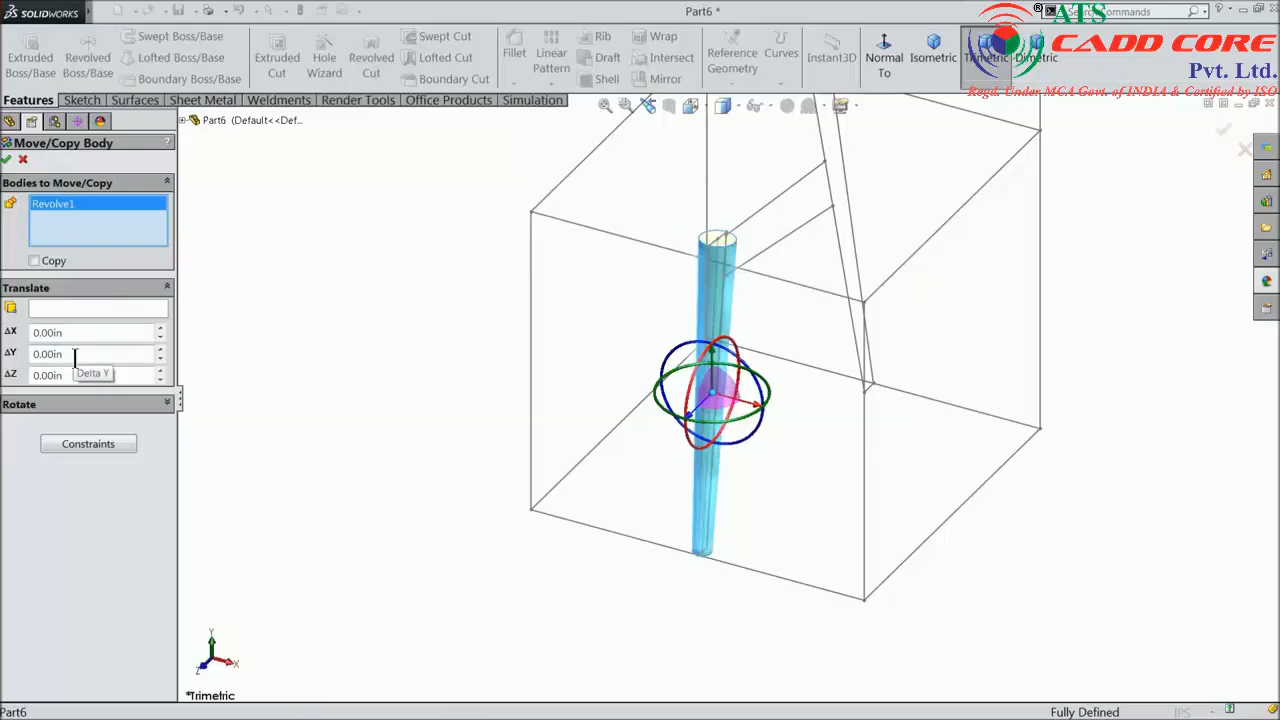 SOLIDWORKS
Part6 *
Search Commands
ATS
CADD CORE
Pvt. Ltd.
Regd. Under MCA Govt. of INDIA & Certified by ISO
Extruded Boss/Base
Revolved Boss/Base
Swept Boss/Base
Lofted Boss/Base
Boundary Boss/Base
Extruded Cut
Hole Wizard
Revolved Cut
Swept Cut
Lofted Cut
Boundary Cut
Fillet
Linear Pattern
Rib
Draft
Shell
Wrap
Intersect
Mirror
Reference Geometry
Curves
Instant3D
Normal To
Isometric
Trimetric
Dimetric
Features
Sketch
Surfaces
Sheet Metal
Weldments
Render Tools
Office Products
Simulation
Part6 (Default<<Def...
Move/Copy Body
?
Bodies to Move/Copy
Revolve1
Copy
Translate
ΔX 0.00in
ΔY 0.00in
ΔZ 0.00in
Delta Y
Rotate
Constraints
Y
X
Z
*Trimetric
Part6
Fully Defined
IPS